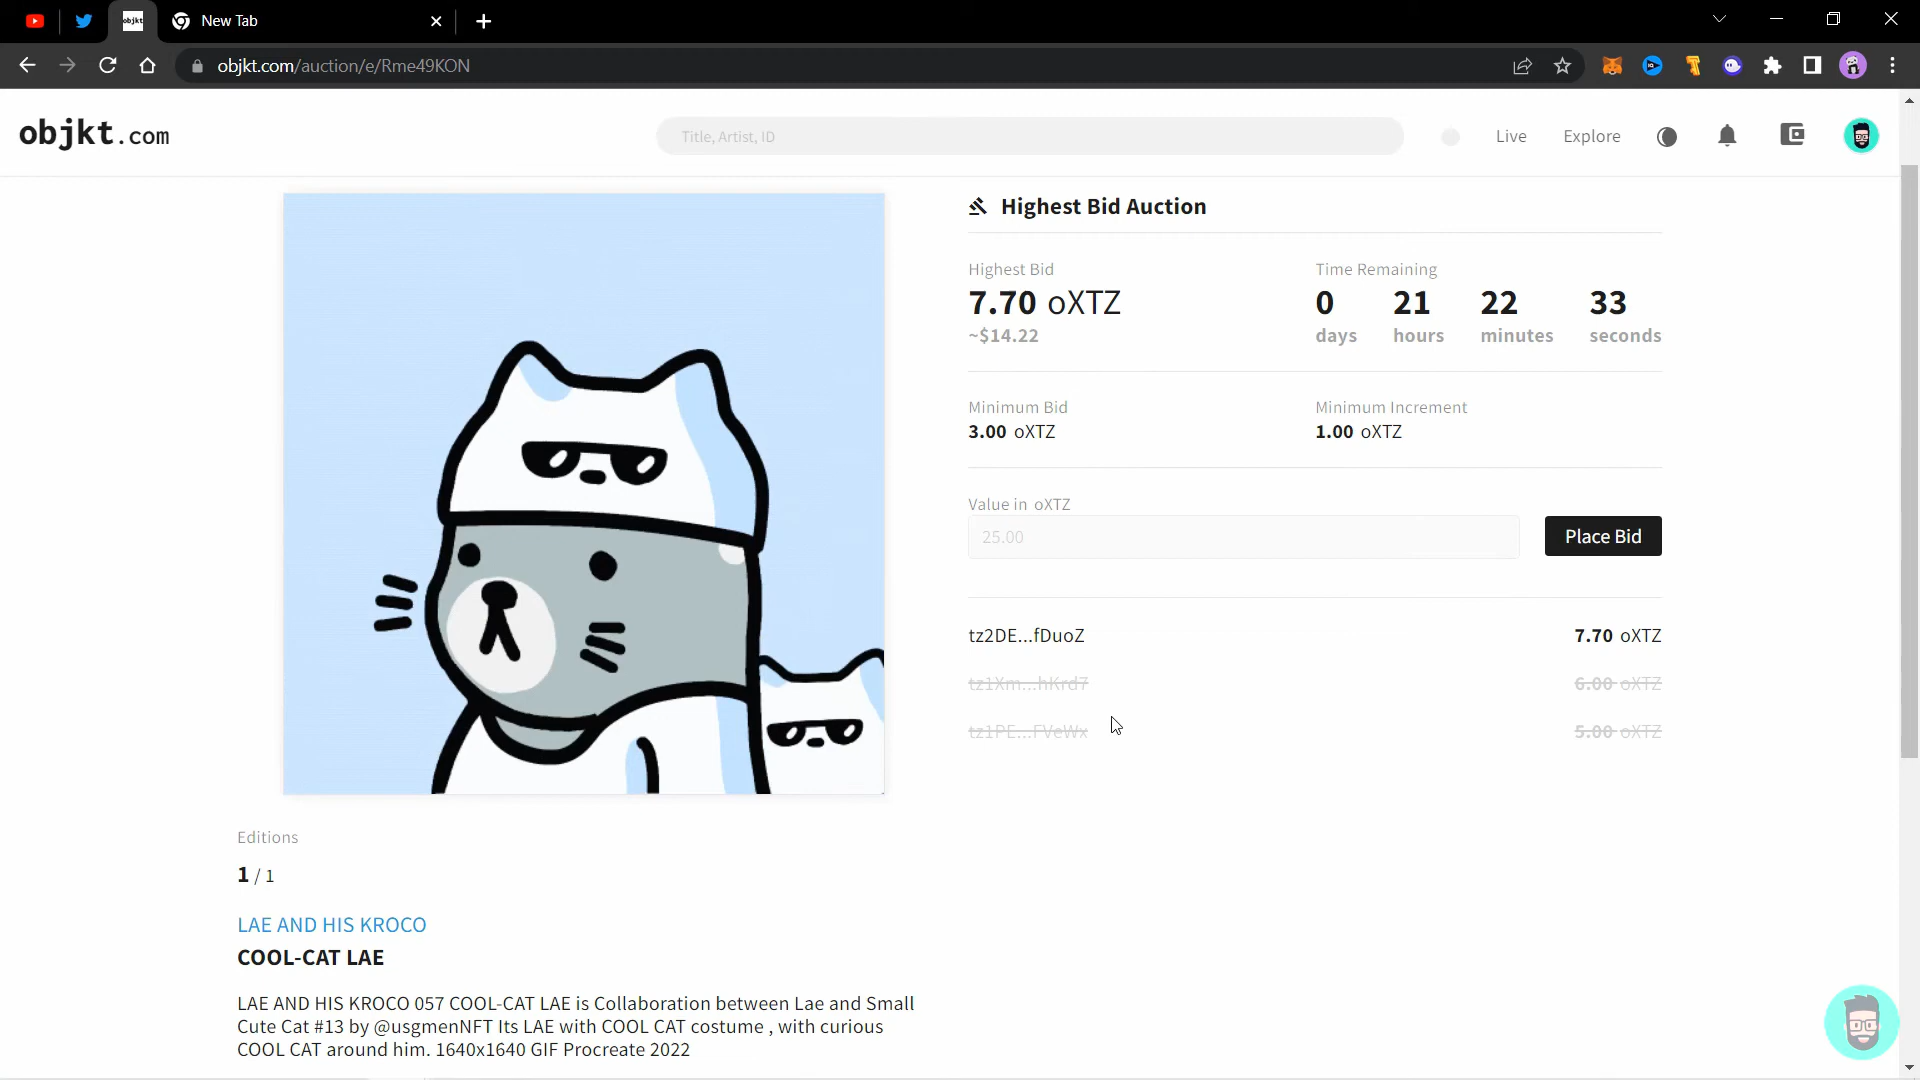 New Tab
objkt.com/auction/e/Rme49KON
objkt.com
Title, Artist, ID
Live
Explore
Highest Bid Auction
Highest Bid
Time Remaining
7.70 oXTZ
0 21 22 33
~$14.22
days hours minutes seconds
Minimum Bid
Minimum Increment
3.00 oXTZ
1.00 oXTZ
Value in oXTZ
25.00
Place Bid
tz2DE...fDuoZ
7.70 oXTZ
tz1Xm...hKrd7
6.00 oXTZ
tz1PE...FVeWx
5.00 oXTZ
Editions
1 / 1
LAE AND HIS KROCO
COOL-CAT LAE
LAE AND HIS KROCO 057 COOL-CAT LAE is Collaboration between Lae and Small
Cute Cat #13 by @usgmenNFT Its LAE with COOL CAT costume , with curious
COOL CAT around him. 1640x1640 GIF Procreate 2022